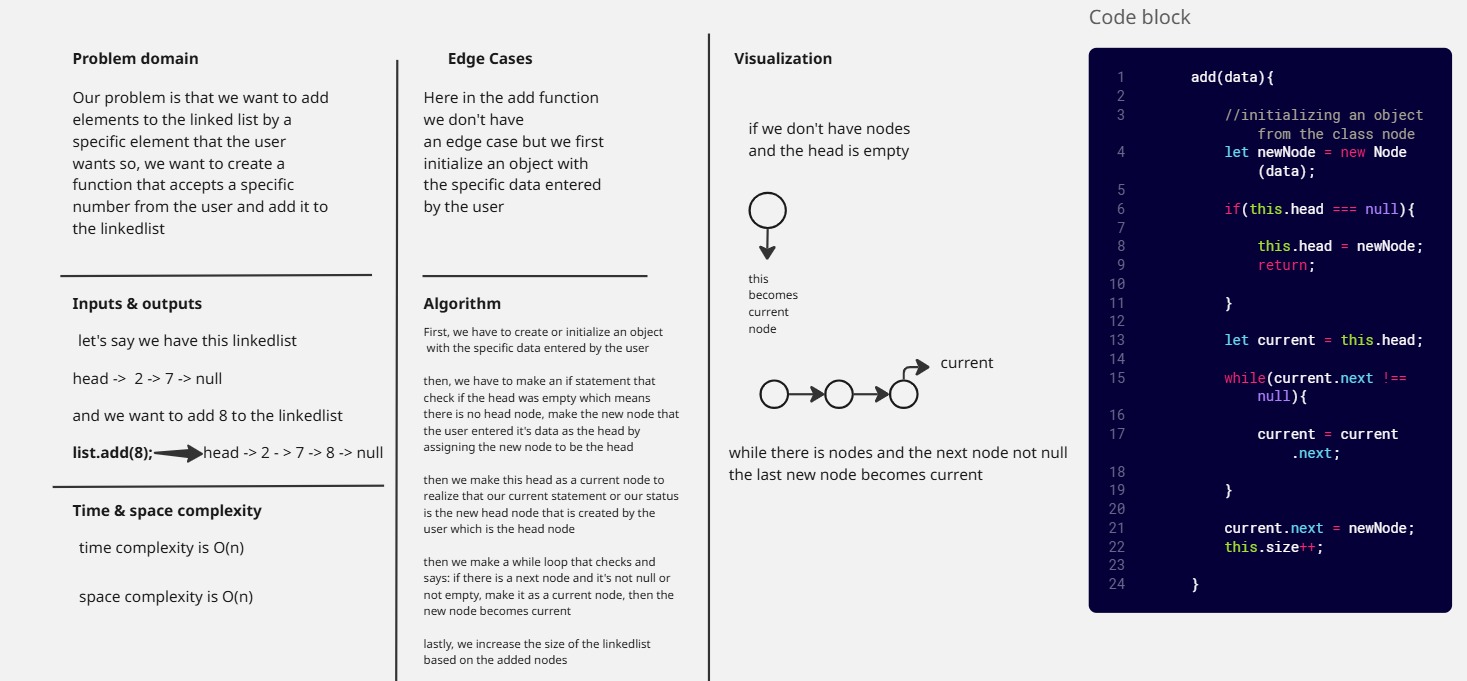 Problem domain
Our problem is that we want to add
elements to the linked list by a
specific element that the user
wants so, we want to create a
function that accepts a specific
number from the user and add it to
the linkedlist
Inputs & outputs
let's say we have this linkedlist
head -> 2 -> 7 -> null
and we want to add 8 to the linkedlist
list.add(8); head -> 2 - > 7 -> 8 -> null
Time & space complexity
time complexity is O(n)
space complexity is O(n)
Edge Cases
Here in the add function
we don't have
an edge case but we first
initialize an object with
the specific data entered
by the user
Algorithm
First, we have to create or initialize an object
with the specific data entered by the user
then, we have to make an if statement that
check if the head was empty which means
there is no head node, make the new node that
the user entered it's data as the head by
assigning the new node to be the head
then we make this head as a current node to
realize that our current statement or our status
is the new head node that is created by the
user which is the head node
then we make a while loop that checks and
says: if there is a next node and it's not null or
not empty, make it as a current node, then the
new node becomes current
lastly, we increase the size of the linkedlist
based on the added nodes
Visualization
if we don't have nodes
and the head is empty
this
becomes
current
node
current
while there is nodes and the next node not null
the last new node becomes current
Code block
1 add(data){
2
3 //initializing an object
from the class node
4 let newNode = new Node
(data);
5
6 if(this.head === null){
7
8 this.head = newNode;
9 return;
10
11 }
12
13 let current = this.head;
14
15 while(current.next !==
null){
16
17 current = current
.next;
18
19 }
20
21 current.next = newNode;
22 this.size++;
23
24 }